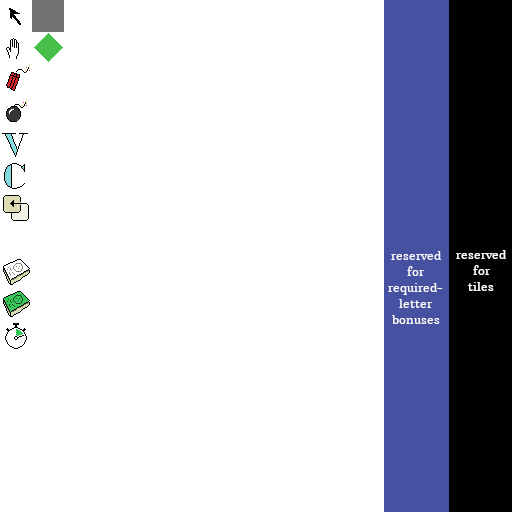 V
C
reserved
for
required-
letter
bonuses
reserved
for
tiles